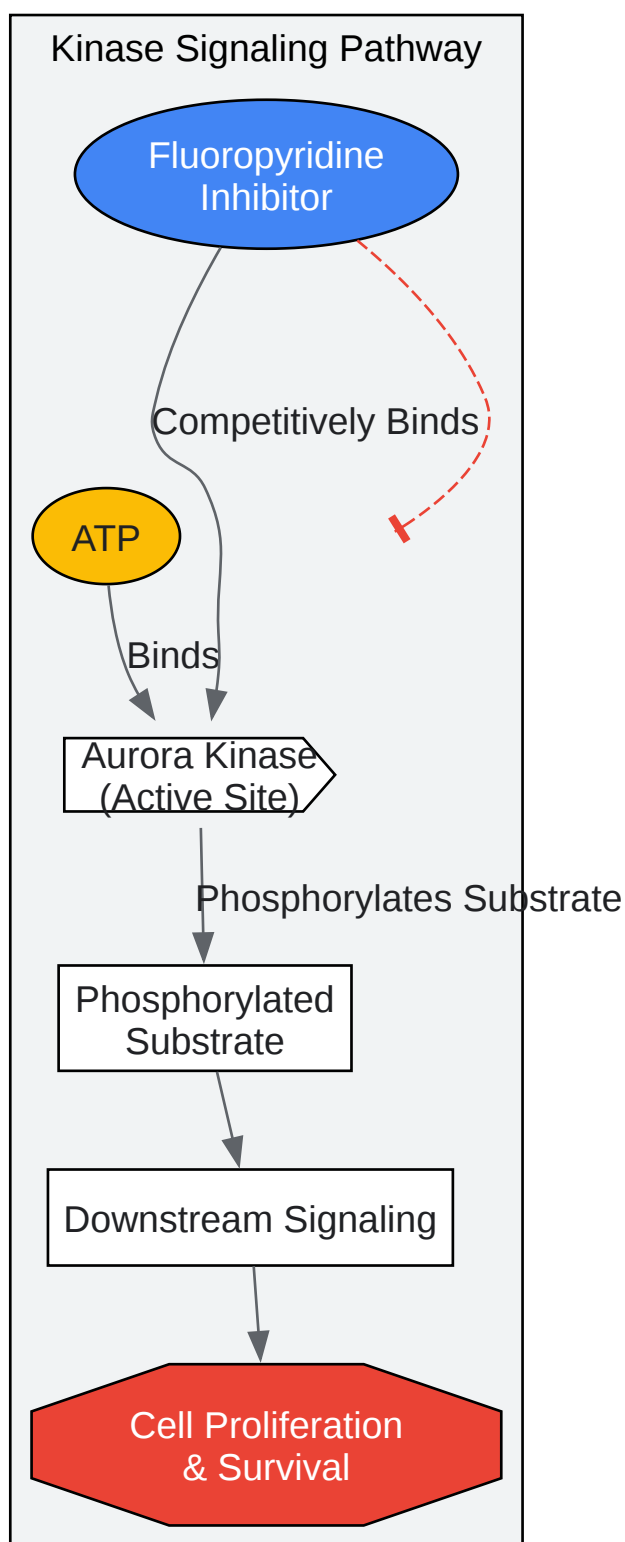 Kinase Signaling Pathway
Fluoropyridine
Inhibitor
Competitively Binds
ATP
Binds
Aurora Kinase
(Active Site)
Phosphorylates Substrate
Phosphorylated
Substrate
Downstream Signaling
Cell Proliferation
& Survival